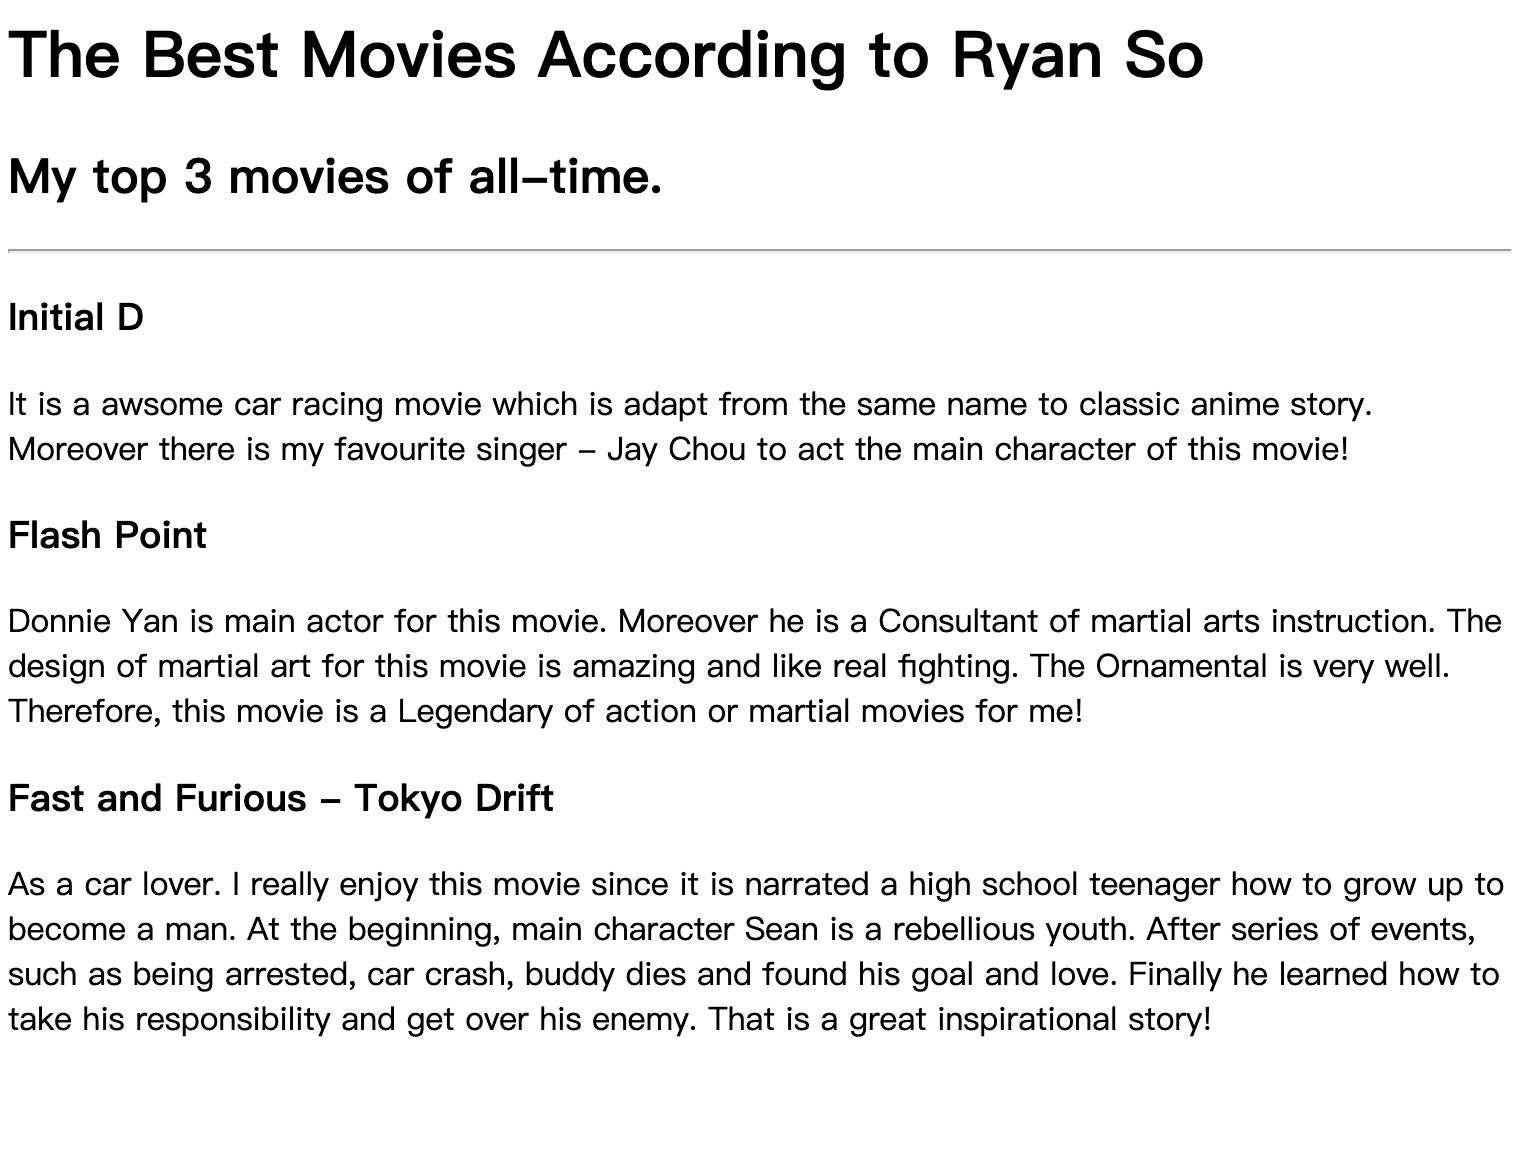 The Best Movies According to Ryan So
My top 3 movies of all-time.
Initial D
It is a awsome car racing movie which is adapt from the same name to classic anime story.
Moreover there is my favourite singer - Jay Chou to act the main character of this movie!
Flash Point
Donnie Yan is main actor for this movie. Moreover he is a Consultant of martial arts instruction. The
design of martial art for this movie is amazing and like real fighting. The Ornamental is very well.
Therefore, this movie is a Legendary of action or martial movies for me!
Fast and Furious - Tokyo Drift
As a car lover. I really enjoy this movie since it is narrated a high school teenager how to grow up to
become a man. At the beginning, main character Sean is a rebellious youth. After series of events,
such as being arrested, car crash, buddy dies and found his goal and love. Finally he learned how to
take his responsibility and get over his enemy. That is a great inspirational story!